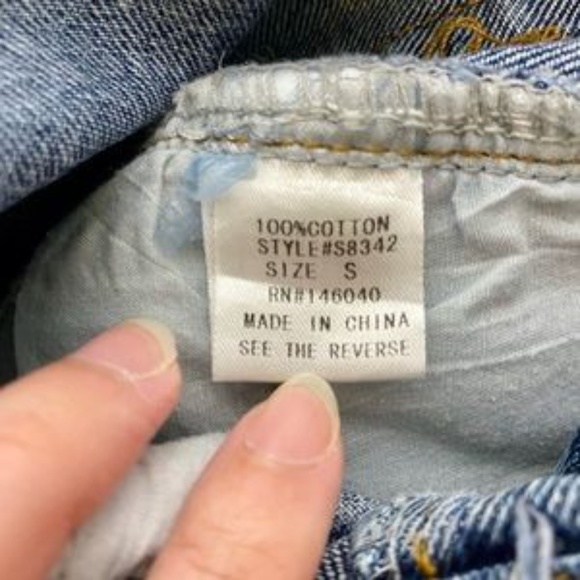 100%COTTON
STYLE#S8342
SIZE S
RN#146040
MADE IN CHINA
SEE THE REVERSE